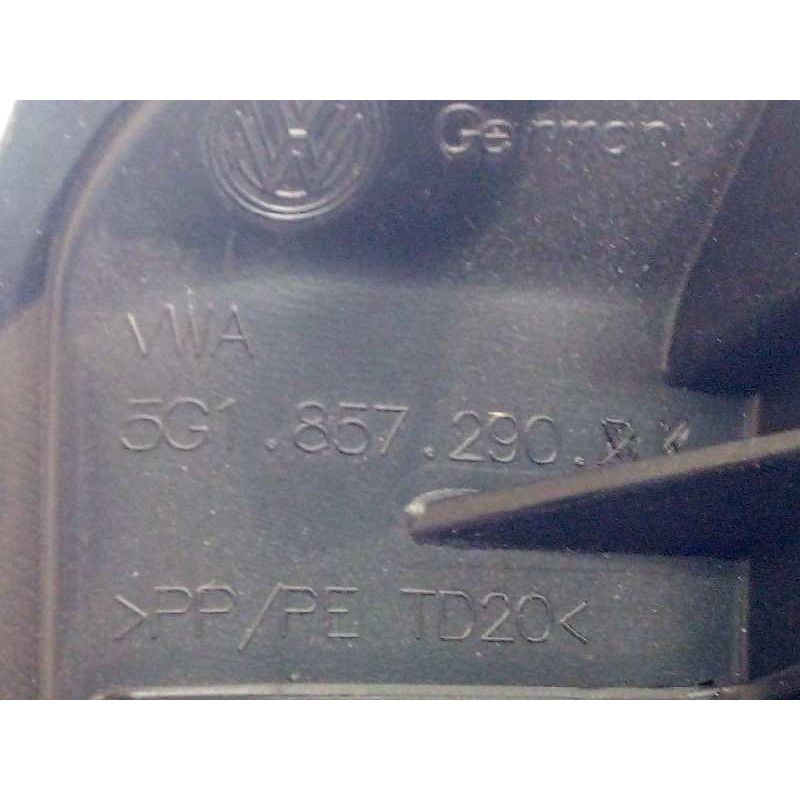 Germany
VWA
5G1.857.290.
>PP/PE TD20<